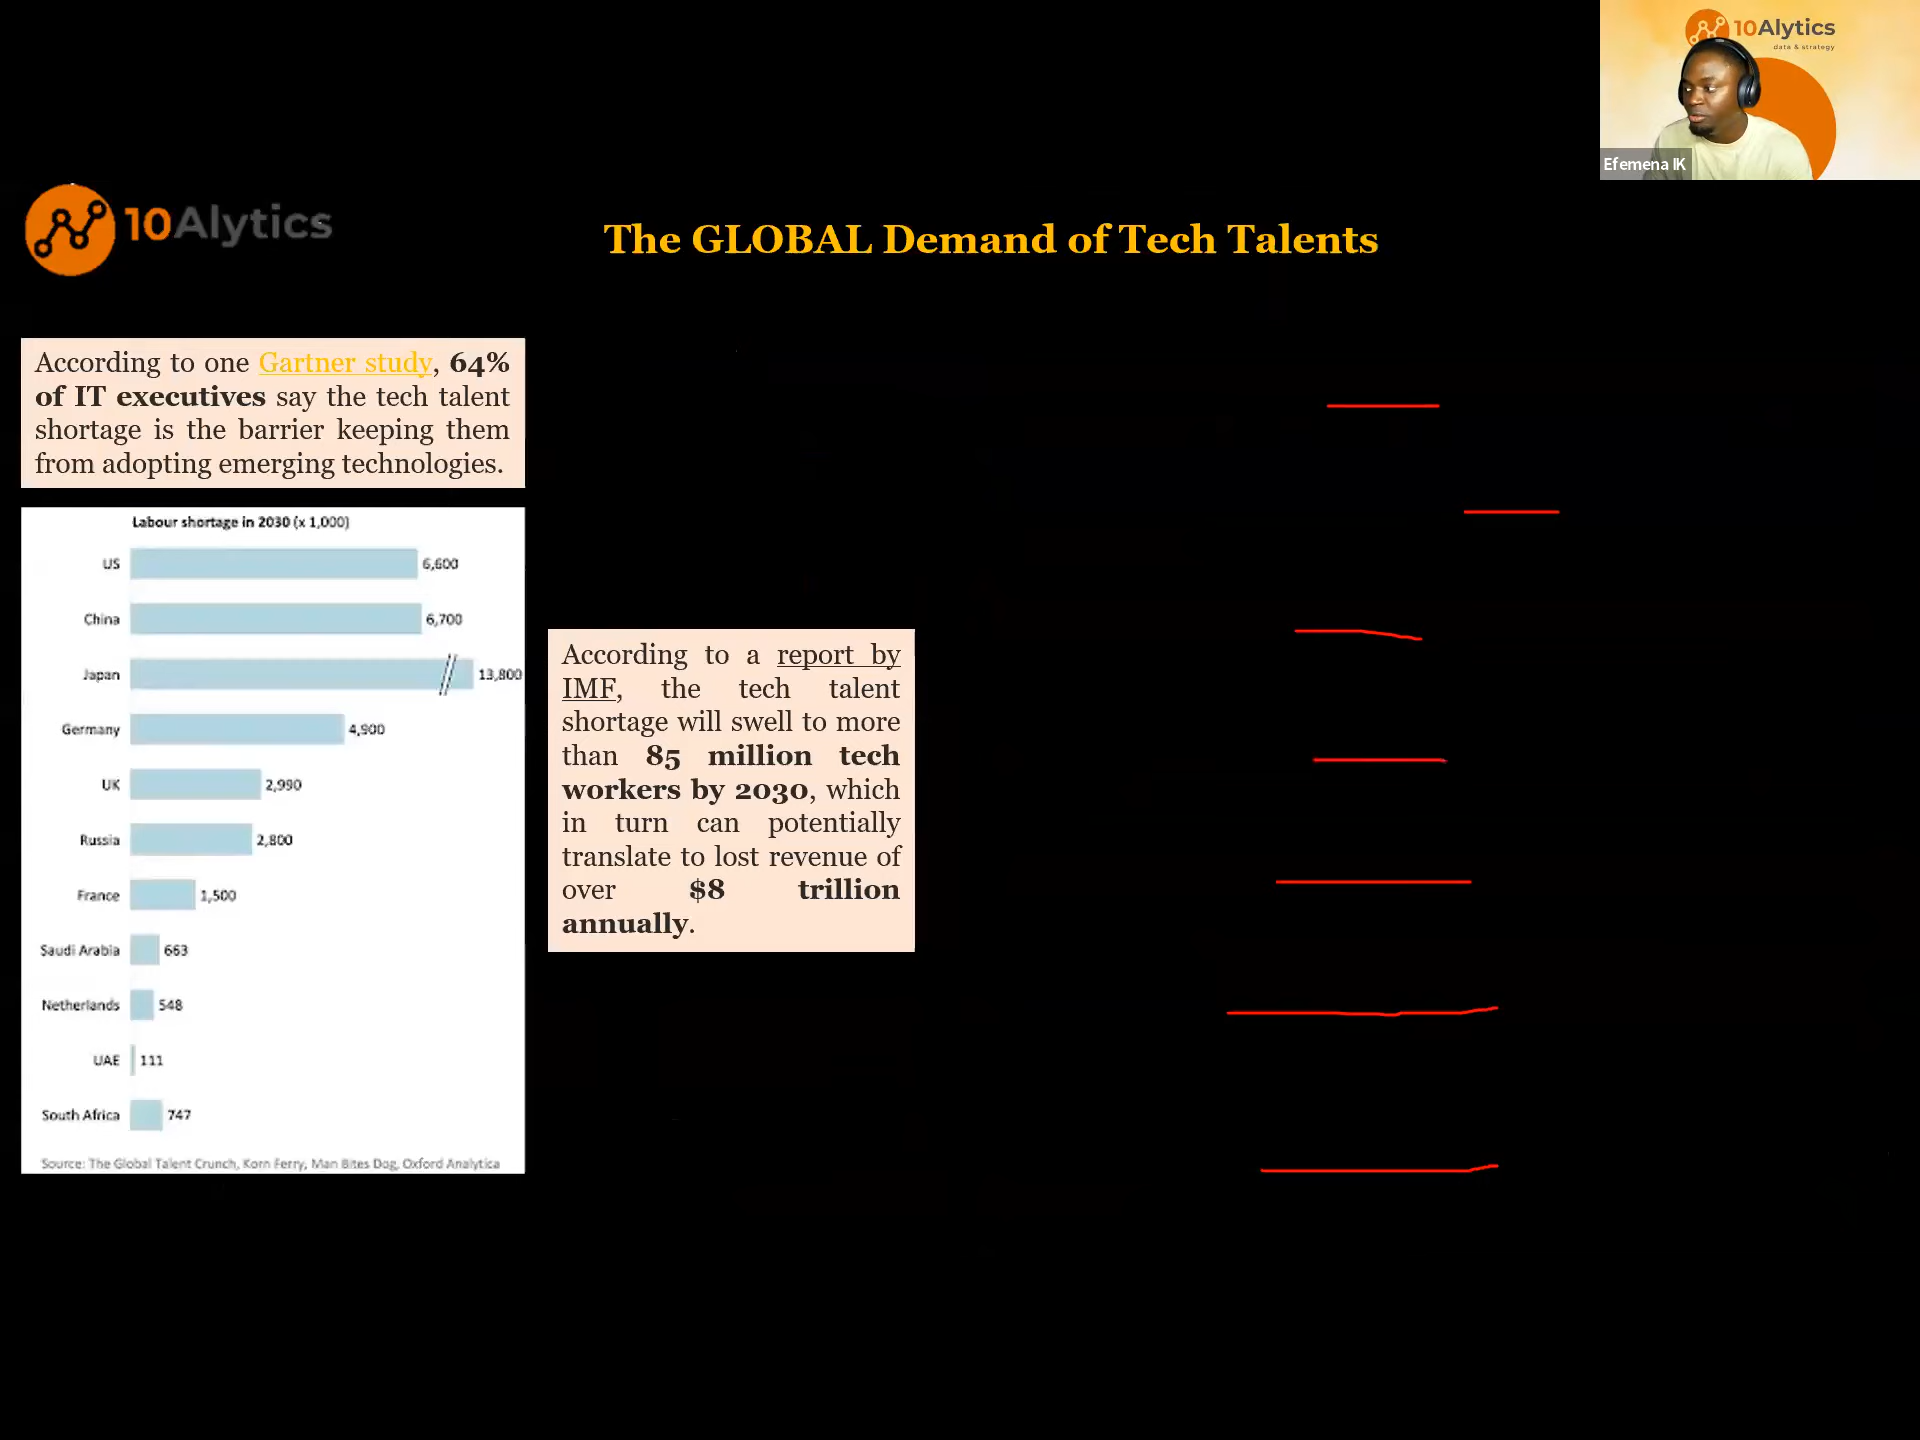 10Alytics
data & strategy
Efemena IK
10Alytics
The GLOBAL Demand of Tech Talents
According to one Gartner study, 64%
of IT executives say the tech talent
shortage is the barrier keeping them
from adopting emerging technologies.
Labour shortage in 2030 (x 1,000)
US 6,600
China 6,700
Japan 13,800
Germany 4,900
UK 2,990
Russia 2,800
France 1,500
Saudi Arabia 663
Netherlands 548
UAE 111
South Africa 747
Source: The Global Talent Crunch, Korn Ferry, Man Bites Dog, Oxford Analytica
According to a report by
IMF, the tech talent
shortage will swell to more
than 85 million tech
workers by 2030, which
in turn can potentially
translate to lost revenue of
over $8 trillion
annually.